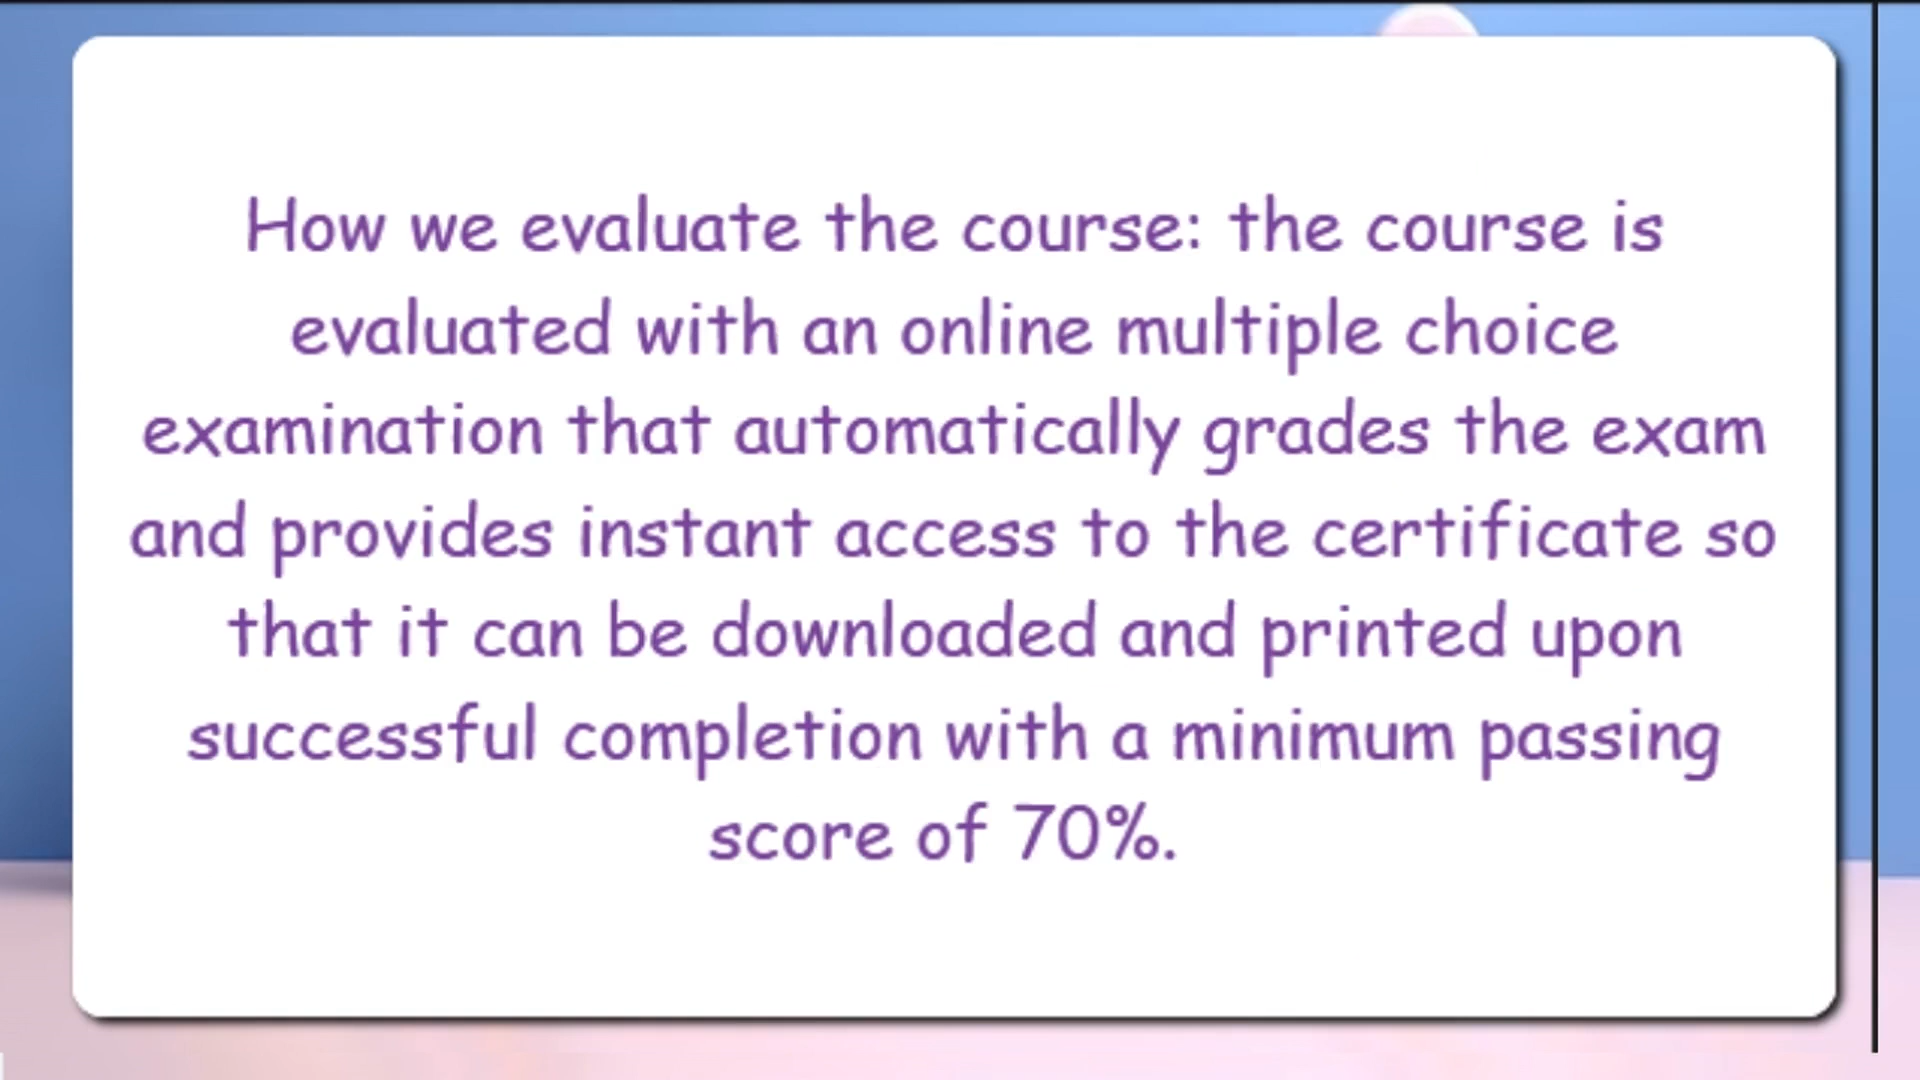 How we evaluate the course: the course is
evaluated with an online multiple choice
examination that automatically grades the exam
and provides instant access to the certificate so
that it can be downloaded and printed upon
successful completion with a minimum passing
score of 70%.